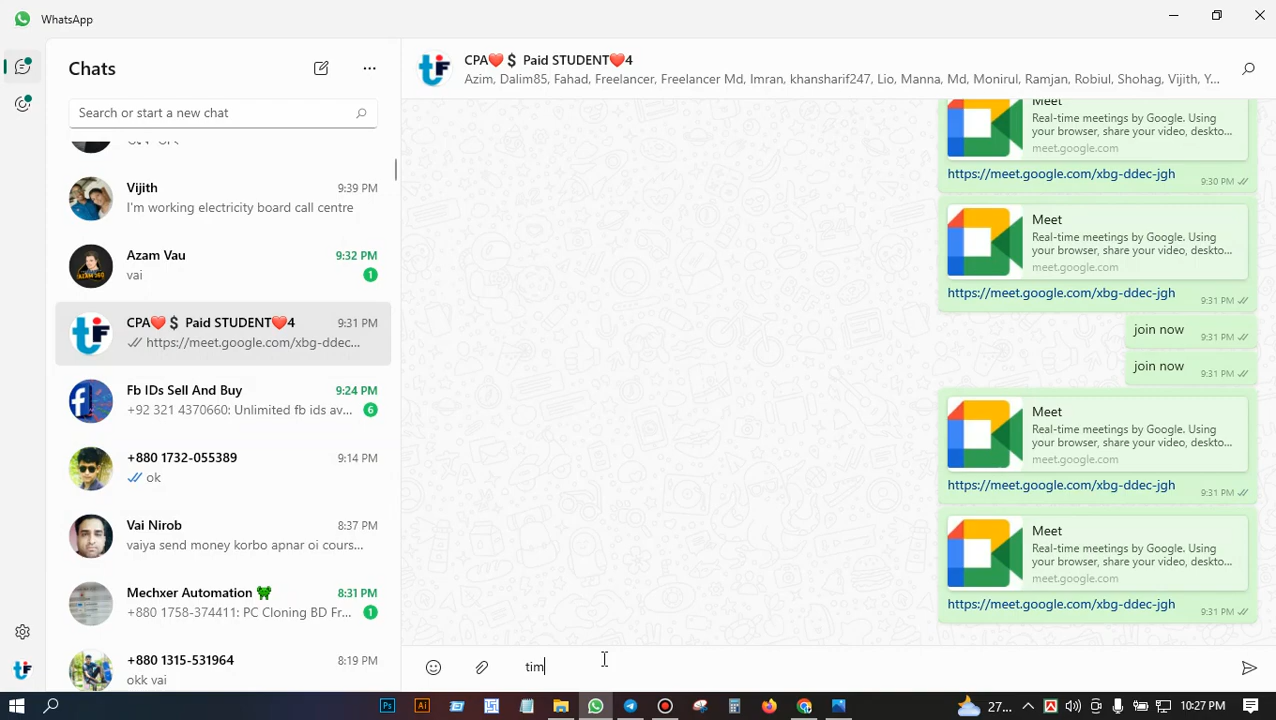 WhatsApp
Chats
Search or start a new chat
Vijith 9:39 PM
I'm working electricity board call centre
Azam Vau 9:32 PM
vai 1
CPA❤️💲 Paid STUDENT❤️4 9:31 PM
https://meet.google.com/xbg-ddec...
Fb IDs Sell And Buy 9:24 PM
+92 321 4370660: Unlimited fb ids av... 6
+880 1732-055389 9:14 PM
ok
Vai Nirob 8:37 PM
vaiya send money korbo apnar oi cours...
Mechxer Automation 🐸 8:31 PM
+880 1758-374411: PC Cloning BD Fr... 1
+880 1315-531964 8:19 PM
okk vai
CPA❤️💲 Paid STUDENT❤️4
Azim, Dalim85, Fahad, Freelancer, Freelancer Md, Imran, khansharif247, Lio, Manna, Md, Monirul, Ramjan, Robiul, Shohag, Vijith, Y...
Meet
Real-time meetings by Google. Using
your browser, share your video, deskto...
meet.google.com
https://meet.google.com/xbg-ddec-jgh
9:30 PM
Meet
Real-time meetings by Google. Using
your browser, share your video, deskto...
meet.google.com
https://meet.google.com/xbg-ddec-jgh
9:31 PM
join now 9:31 PM
join now 9:31 PM
Meet
Real-time meetings by Google. Using
your browser, share your video, deskto...
meet.google.com
https://meet.google.com/xbg-ddec-jgh
9:31 PM
Meet
Real-time meetings by Google. Using
your browser, share your video, deskto...
meet.google.com
https://meet.google.com/xbg-ddec-jgh
9:31 PM
tim
Ps Ai 27... 10:27 PM